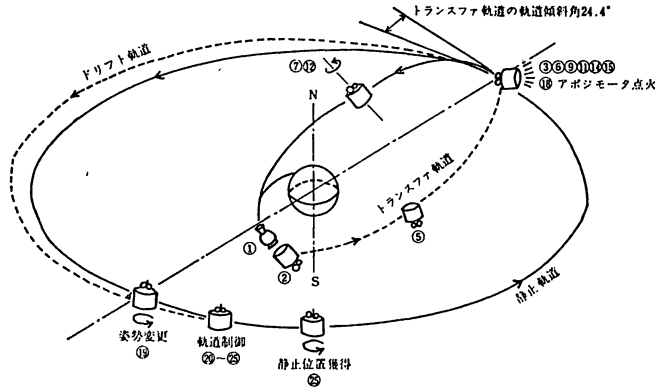 トランスファ軌道の軌道傾斜角24.4°
ドリフト軌道
⑦⑫
③⑥⑨⑪⑭⑮
⑱ アポジモータ点火
N
トランスファ軌道
⑤
①
②
S
静止軌道
姿勢変更
⑲
軌道制御
⑳〜㉕
静止位置獲得
㉕